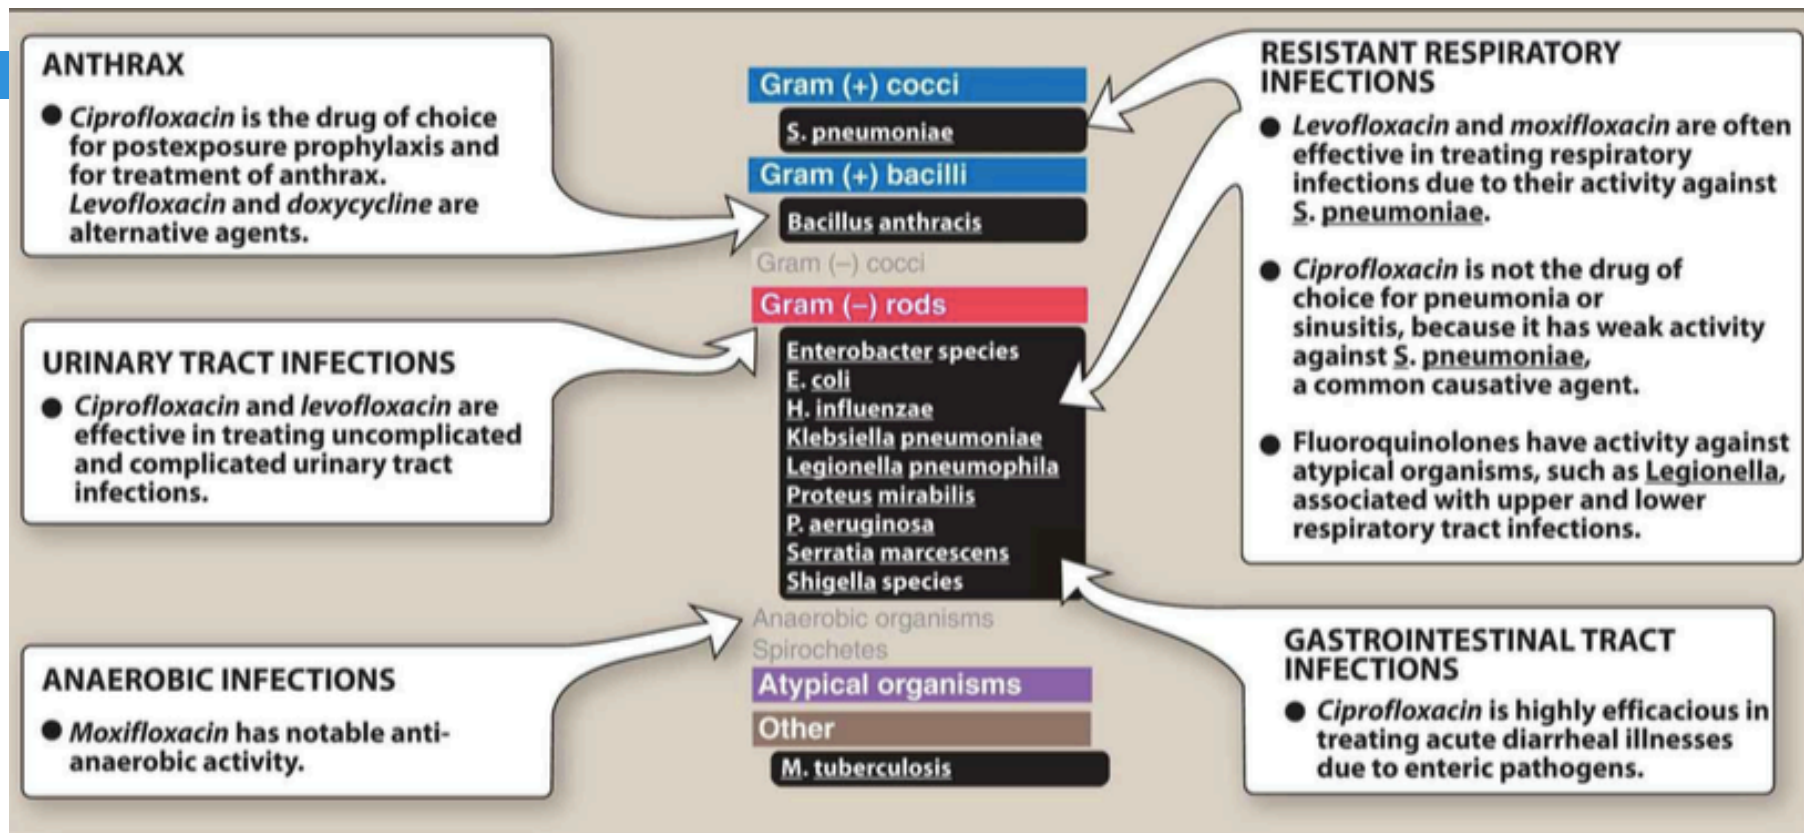 ANTHRAX
● Ciprofloxacin is the drug of choice
for postexposure prophylaxis and
for treatment of anthrax.
Levofloxacin and doxycycline are
alternative agents.
URINARY TRACT INFECTIONS
● Ciprofloxacin and levofloxacin are
effective in treating uncomplicated
and complicated urinary tract
infections.
ANAEROBIC INFECTIONS
● Moxifloxacin has notable anti-
anaerobic activity.
Gram (+) cocci
S. pneumoniae
Gram (+) bacilli
Bacillus anthracis
Gram (–) cocci
Gram (–) rods
Enterobacter species
E. coli
H. influenzae
Klebsiella pneumoniae
Legionella pneumophila
Proteus mirabilis
P. aeruginosa
Serratia marcescens
Shigella species
Anaerobic organisms
Spirochetes
Atypical organisms
Other
M. tuberculosis
RESISTANT RESPIRATORY
INFECTIONS
● Levofloxacin and moxifloxacin are often
effective in treating respiratory
infections due to their activity against
S. pneumoniae.
● Ciprofloxacin is not the drug of
choice for pneumonia or
sinusitis, because it has weak activity
against S. pneumoniae,
a common causative agent.
● Fluoroquinolones have activity against
atypical organisms, such as Legionella,
associated with upper and lower
respiratory tract infections.
GASTROINTESTINAL TRACT
INFECTIONS
● Ciprofloxacin is highly efficacious in
treating acute diarrheal illnesses
due to enteric pathogens.